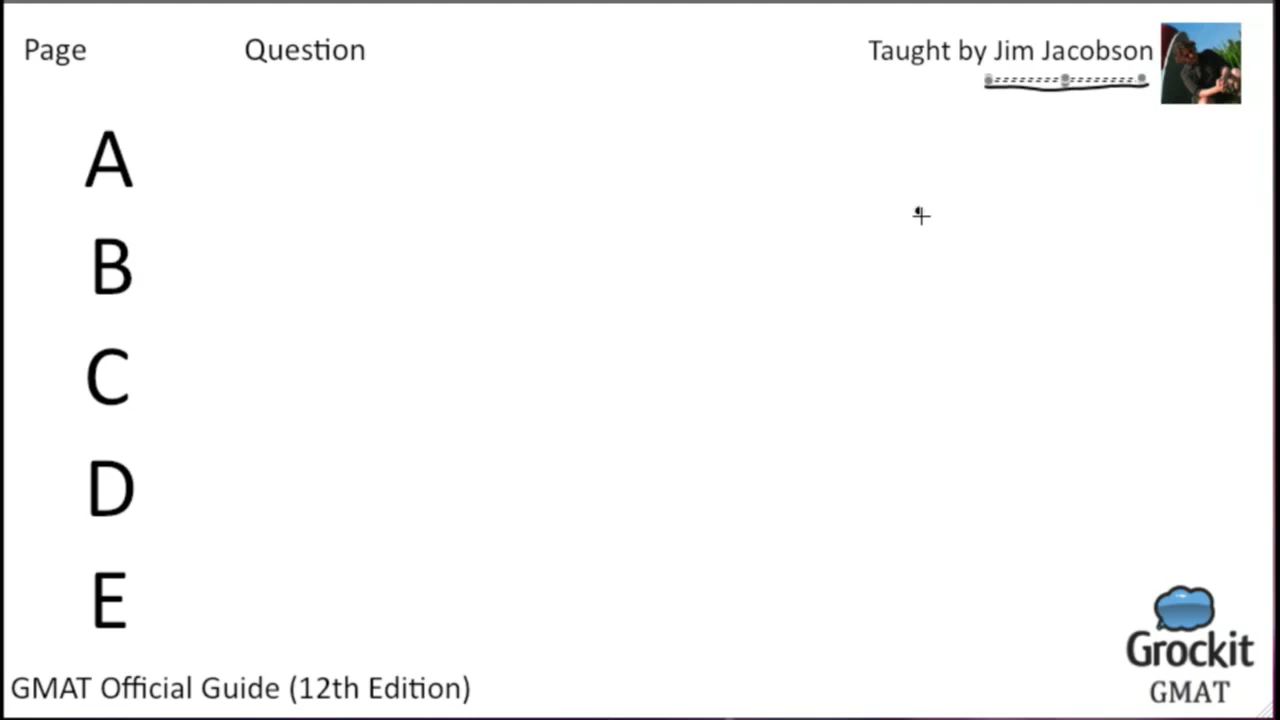 Page Question Taught by Jim Jacobson
A
B
C
D
E
Grockit
GMAT
GMAT Official Guide (12th Edition)